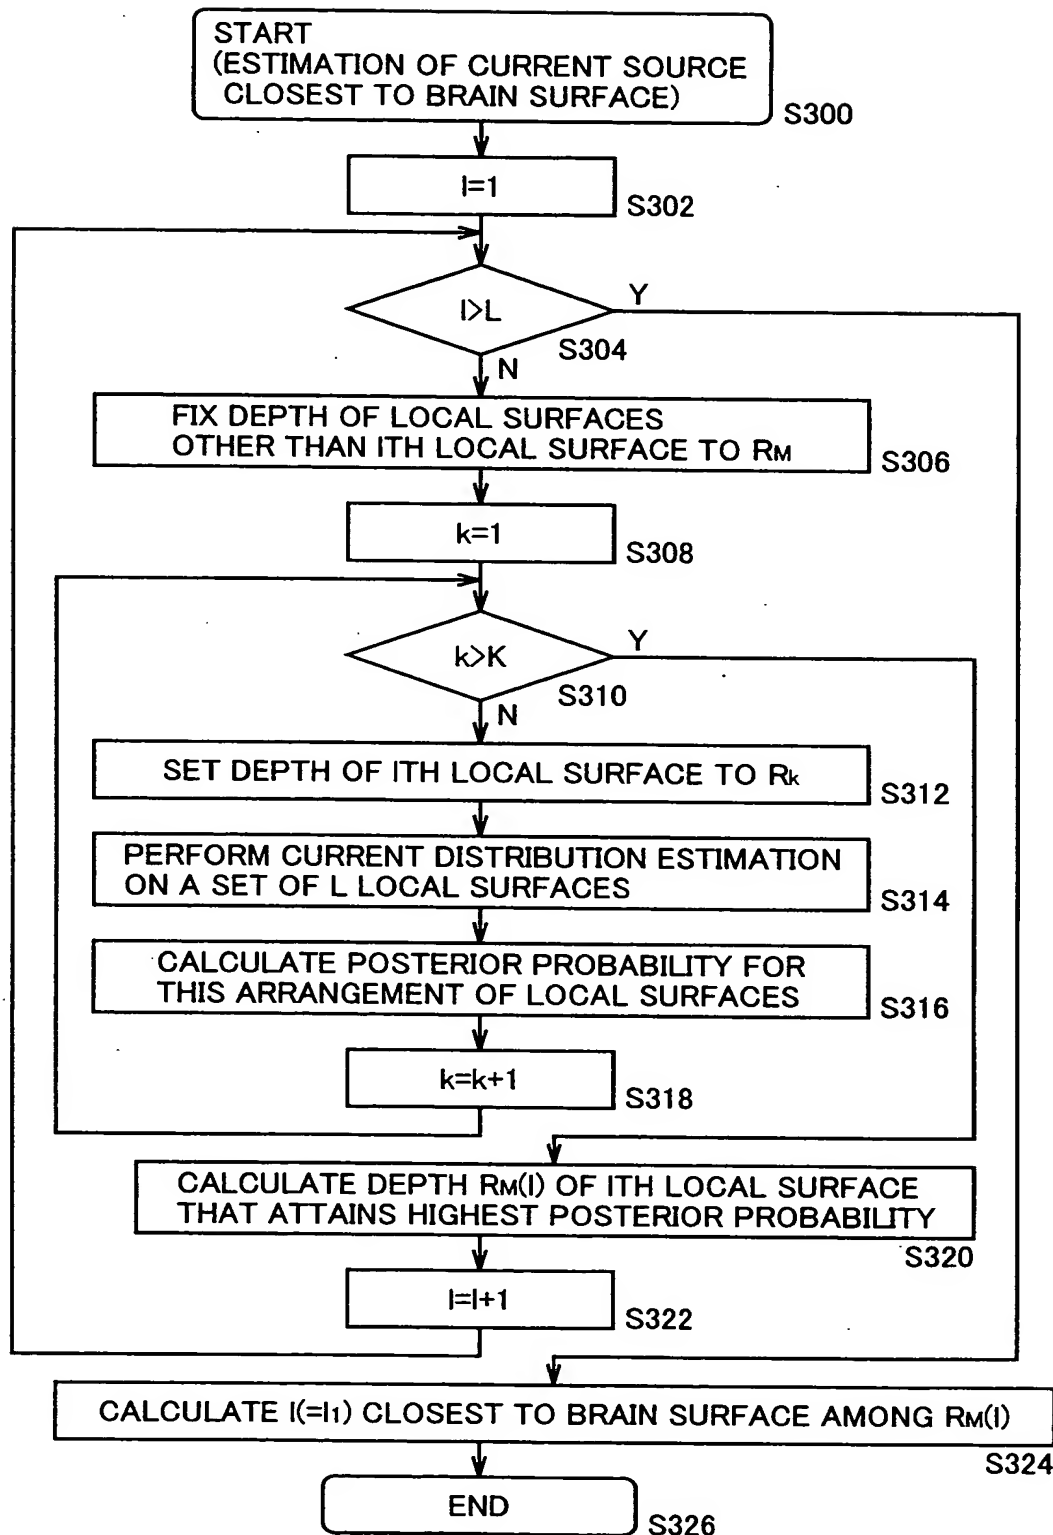 START
(ESTIMATION OF CURRENT SOURCE
CLOSEST TO BRAIN SURFACE)
S300
l=1
S302
l>L
Y
S304
N
FIX DEPTH OF LOCAL SURFACES
OTHER THAN lTH LOCAL SURFACE TO RM
S306
k=1
S308
k>K
Y
S310
N
SET DEPTH OF lTH LOCAL SURFACE TO Rk
S312
PERFORM CURRENT DISTRIBUTION ESTIMATION
ON A SET OF L LOCAL SURFACES
S314
CALCULATE POSTERIOR PROBABILITY FOR
THIS ARRANGEMENT OF LOCAL SURFACES
S316
k=k+1
S318
CALCULATE DEPTH RM(l) OF lTH LOCAL SURFACE
THAT ATTAINS HIGHEST POSTERIOR PROBABILITY
S320
l=l+1
S322
CALCULATE l(=l1) CLOSEST TO BRAIN SURFACE AMONG RM(l)
S324
END
S326